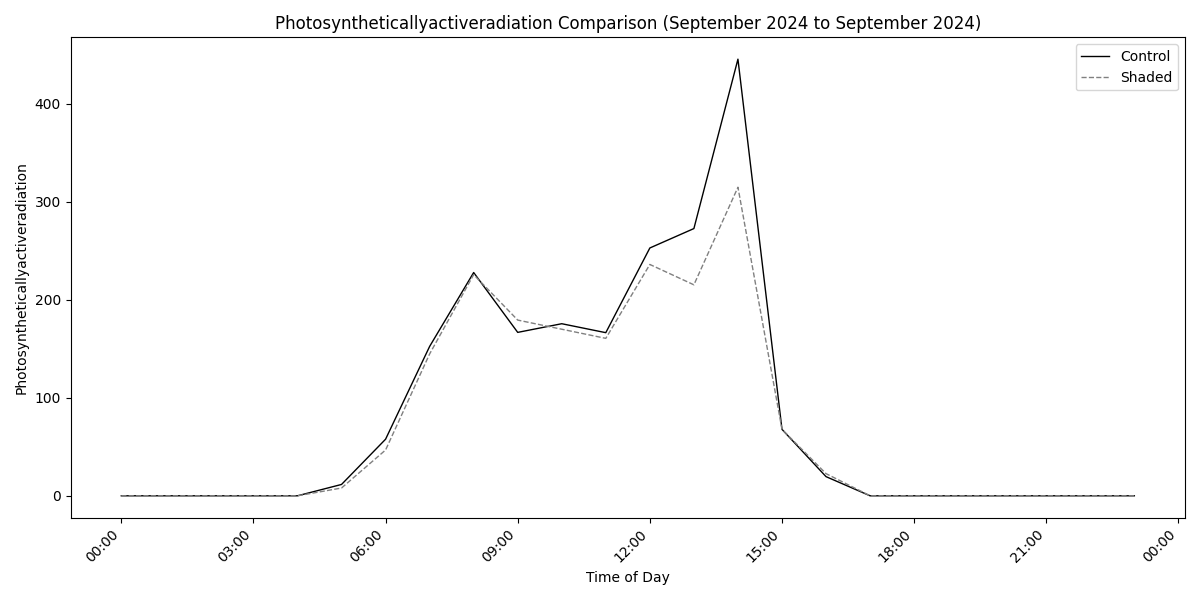 Photosyntheticallyactiveradiation Comparison (September 2024 to September 2024)
Control
Shaded
Photosyntheticallyactiveradiation
400
300
200
100
0
00:00
03:00
06:00
09:00
12:00
15:00
18:00
21:00
00:00
Time of Day